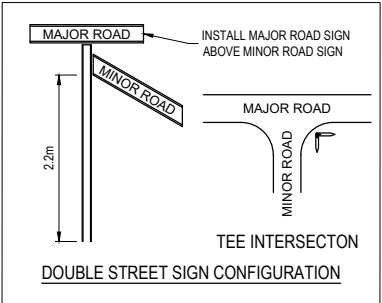 MAJOR ROAD
INSTALL MAJOR ROAD SIGN
ABOVE MINOR ROAD SIGN
MINOR ROAD
2.2m
MAJOR ROAD
MINOR ROAD
TEE INTERSECTON
DOUBLE STREET SIGN CONFIGURATION